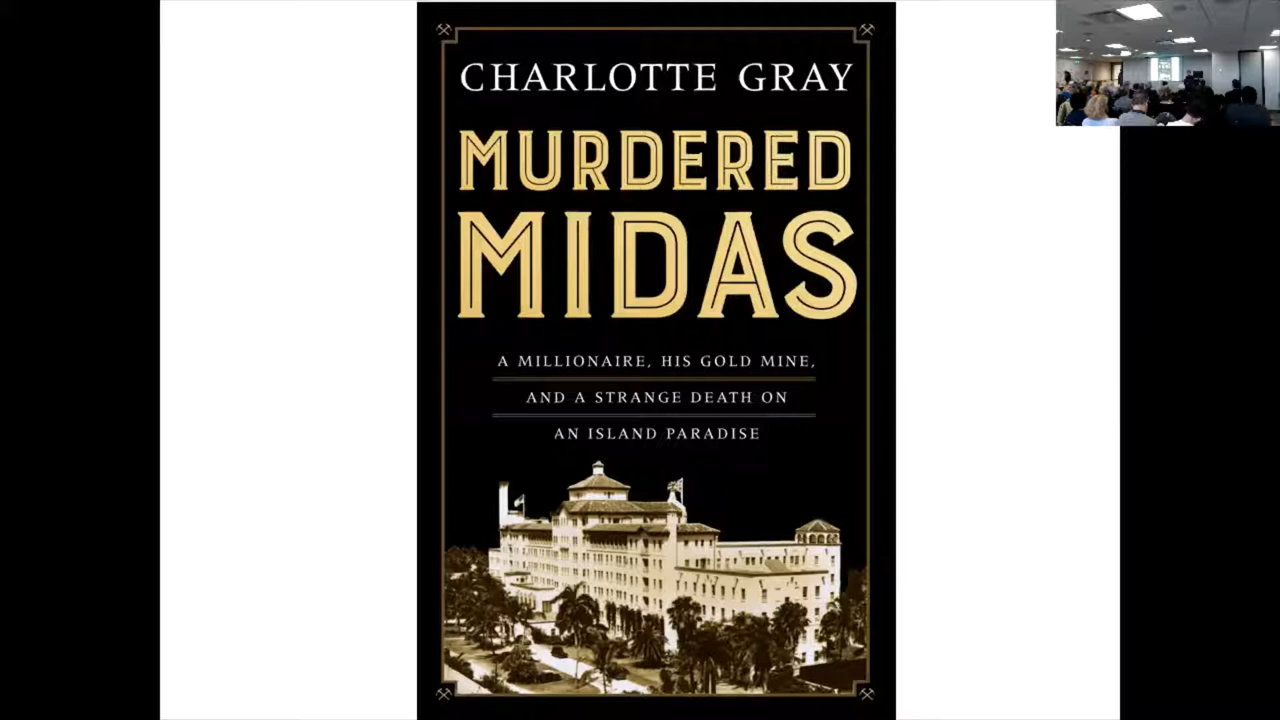 CHARLOTTE GRAY
MURDERED
MIDAS
A MILLIONAIRE, HIS GOLD MINE,
AND A STRANGE DEATH ON
AN ISLAND PARADISE